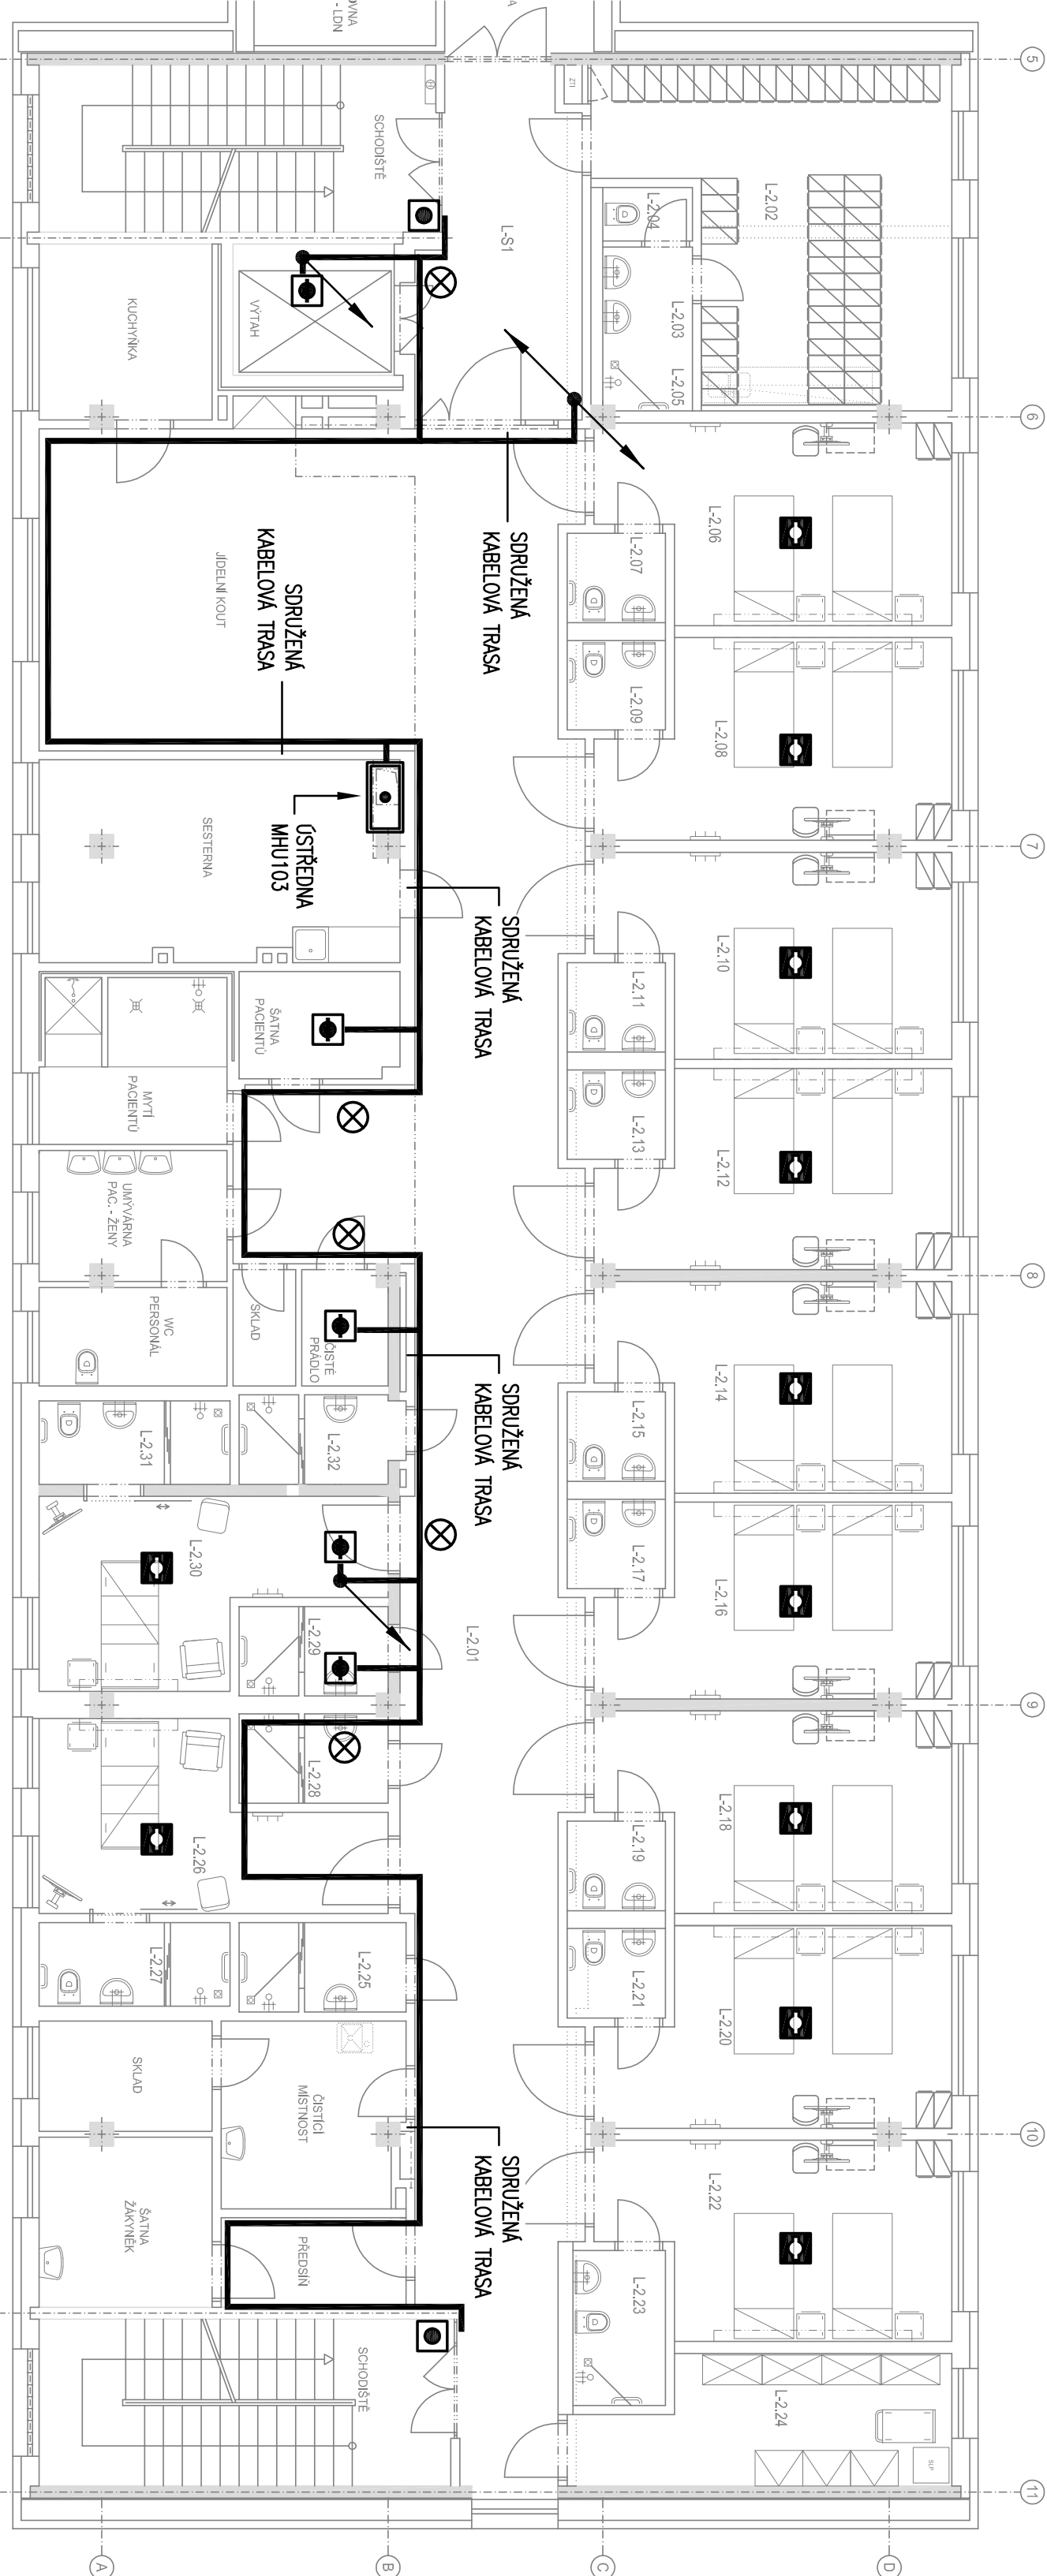 OVNA
- LDN
A
5
ZTI
SCHODIŠTĚ
L-S1
L-2.04
L-2.02
L-2.03
L-2.05
VÝTAH
KUCHYŇKA
6
SDRUŽENÁ
KABELOVÁ TRASA
SDRUŽENÁ
KABELOVÁ TRASA
JÍDELNÍ KOUT
L-2.06
L-2.07
L-2.09
L-2.08
ÚSTŘEDNA
MHU103
SESTERNA
7
SDRUŽENÁ
KABELOVÁ TRASA
L-2.10
L-2.11
L-2.13
L-2.12
ŠATNA
PACIENTŮ
MYTÍ
PACIENTŮ
UMÝVÁRNA
PAC. - ŽENY
8
WC
PERSONÁL
SKLAD
ČISTÉ
PRÁDLO
SDRUŽENÁ
KABELOVÁ TRASA
L-2.14
L-2.15
L-2.17
L-2.16
L-2.31
L-2.32
L-2.30
L-2.29
L-2.01
9
L-2.28
L-2.26
L-2.18
L-2.19
L-2.21
L-2.20
L-2.27
L-2.25
SKLAD
ČISTÍCÍ
MÍSTNOST
10
SDRUŽENÁ
KABELOVÁ TRASA
L-2.22
L-2.23
ŠATNA
ŽÁKYNĚK
PŘEDSÍŇ
SCHODIŠTĚ
L-2.24
SLP
11
A
B
C
D